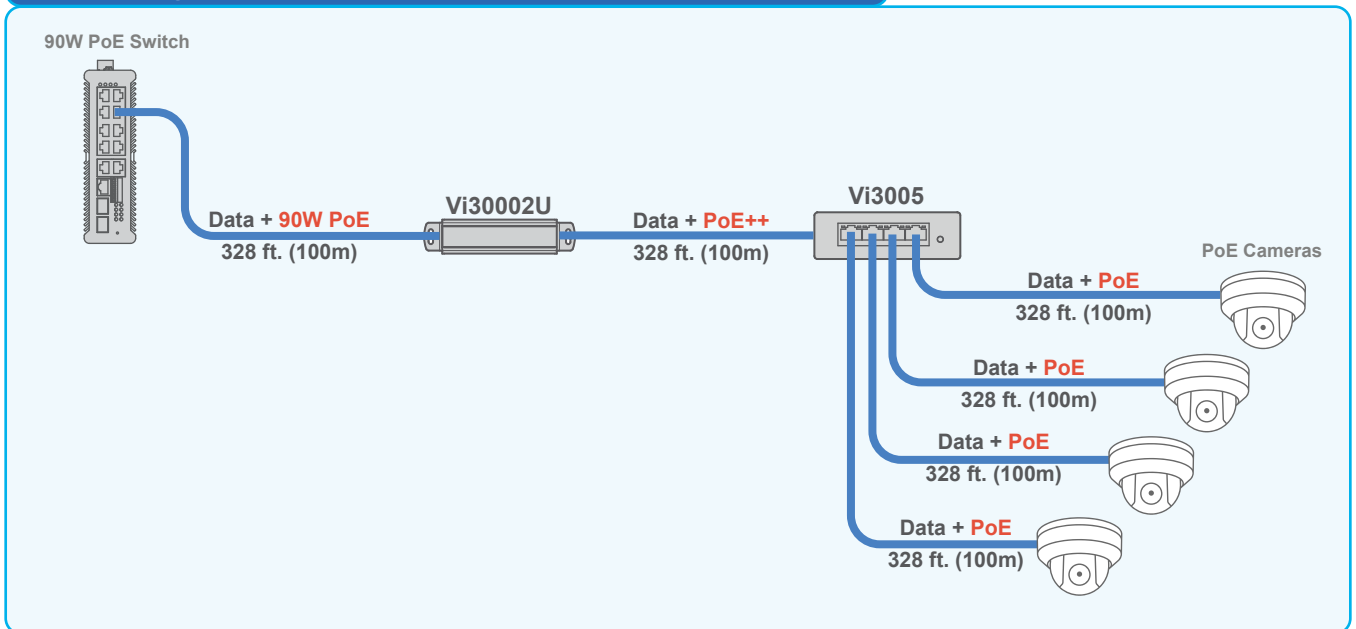 90W PoE Switch
Data + 90W PoE
328 ft. (100m)
Vi30002U
Data + PoE++
328 ft. (100m)
Vi3005
PoE Cameras
Data + PoE
328 ft. (100m)
Data + PoE
328 ft. (100m)
Data + PoE
328 ft. (100m)
Data + PoE
328 ft. (100m)